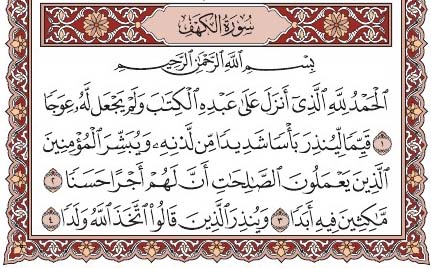 سُورَةُ الكَهْفِ
بِسْمِ ٱللَّهِ ٱلرَّحْمَٰنِ ٱلرَّحِيمِ
ٱلْحَمْدُ لِلَّهِ ٱلَّذِىٓ أَنزَلَ عَلَىٰ عَبْدِهِ ٱلْكِتَٰبَ وَلَمْ يَجْعَل لَّهُۥ عِوَجَا
١ قَيِّمًا لِّيُنذِرَ بَأْسًا شَدِيدًا مِّن لَّدُنْهُ وَيُبَشِّرَ ٱلْمُؤْمِنِينَ
ٱلَّذِينَ يَعْمَلُونَ ٱلصَّٰلِحَٰتِ أَنَّ لَهُمْ أَجْرًا حَسَنًا ٢
مَّٰكِثِينَ فِيهِ أَبَدًا ٣ وَيُنذِرَ ٱلَّذِينَ قَالُوا۟ ٱتَّخَذَ ٱللَّهُ وَلَدًا ٤